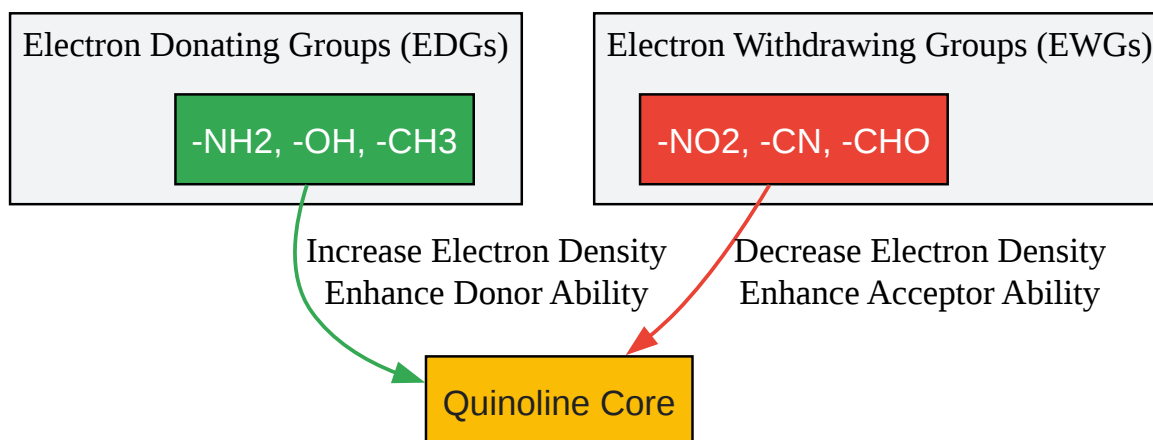 Electron Donating Groups (EDGs)
Electron Withdrawing Groups (EWGs)
-NH2, -OH, -CH3
-NO2, -CN, -CHO
Increase Electron Density
Enhance Donor Ability
Decrease Electron Density
Enhance Acceptor Ability
Quinoline Core